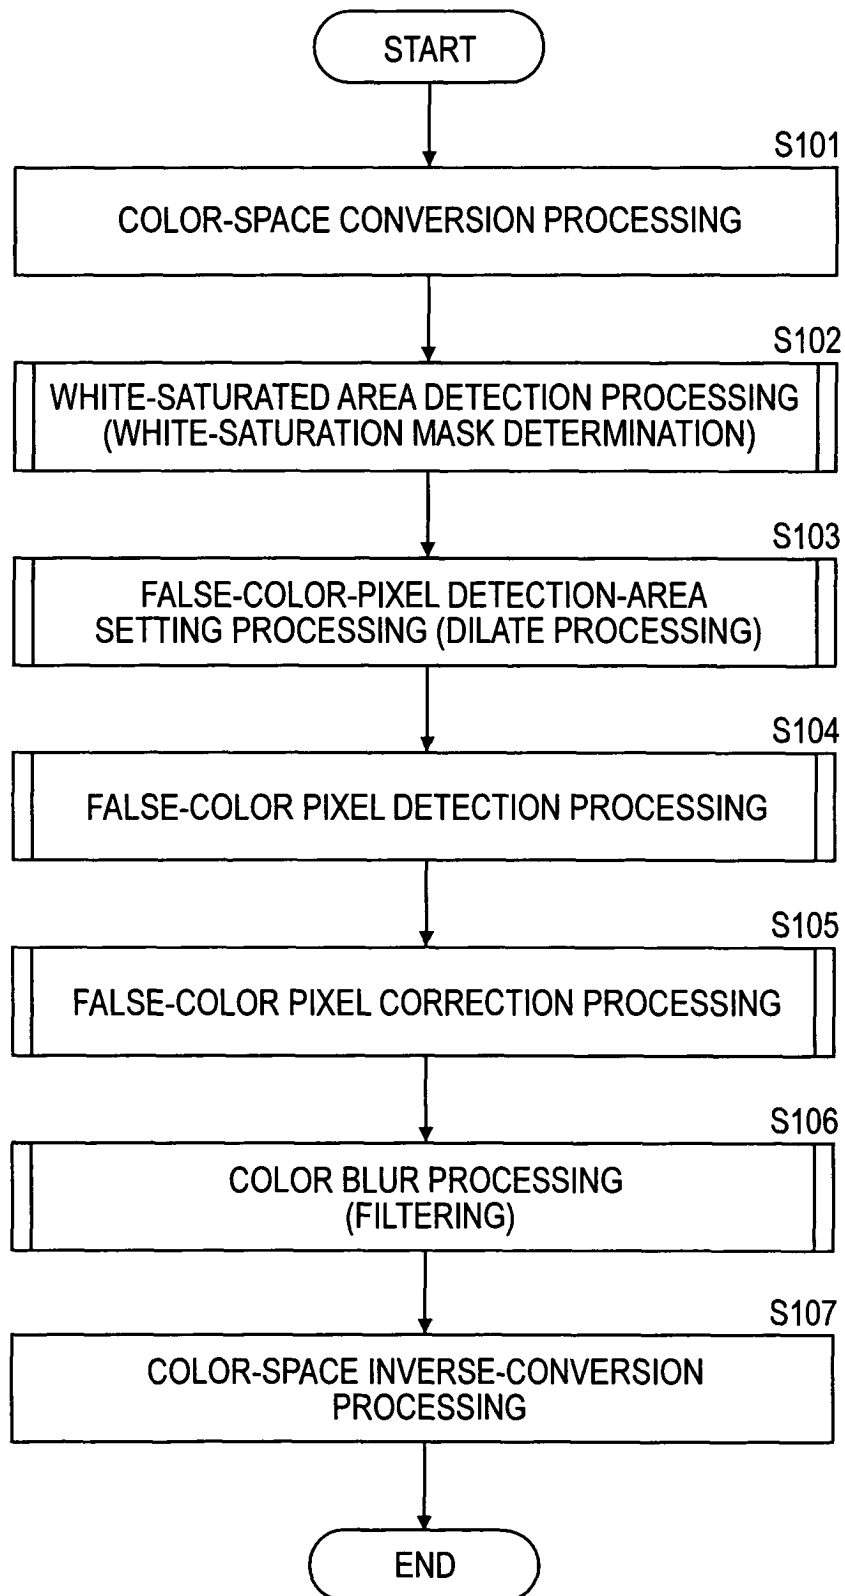 START
S101
COLOR-SPACE CONVERSION PROCESSING
S102
WHITE-SATURATED AREA DETECTION PROCESSING
(WHITE-SATURATION MASK DETERMINATION)
S103
FALSE-COLOR-PIXEL DETECTION-AREA
SETTING PROCESSING (DILATE PROCESSING)
S104
FALSE-COLOR PIXEL DETECTION PROCESSING
S105
FALSE-COLOR PIXEL CORRECTION PROCESSING
S106
COLOR BLUR PROCESSING
(FILTERING)
S107
COLOR-SPACE INVERSE-CONVERSION
PROCESSING
END